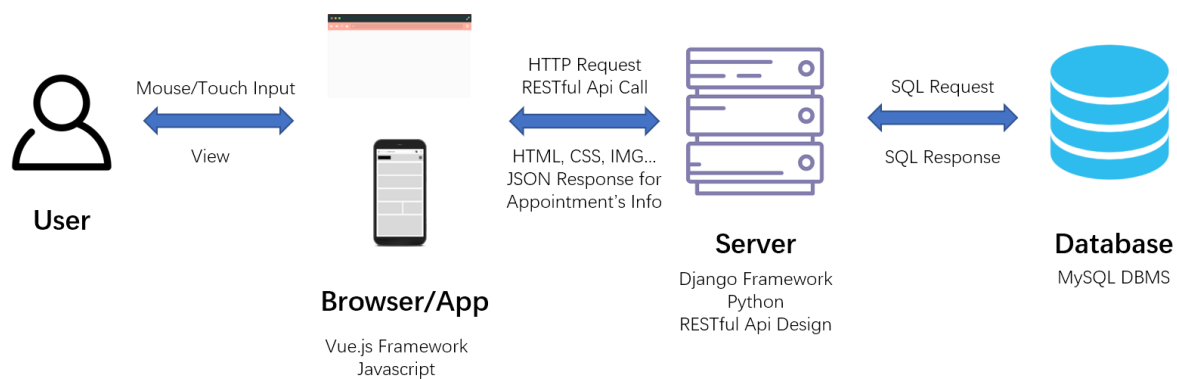 Mouse/Touch Input
View
User
Browser/App
Vue.js Framework
Javascript
HTTP Request
RESTful Api Call
HTML, CSS, IMG...
JSON Response for
Appointment's Info
Server
Django Framework
Python
RESTful Api Design
SQL Request
SQL Response
Database
MySQL DBMS